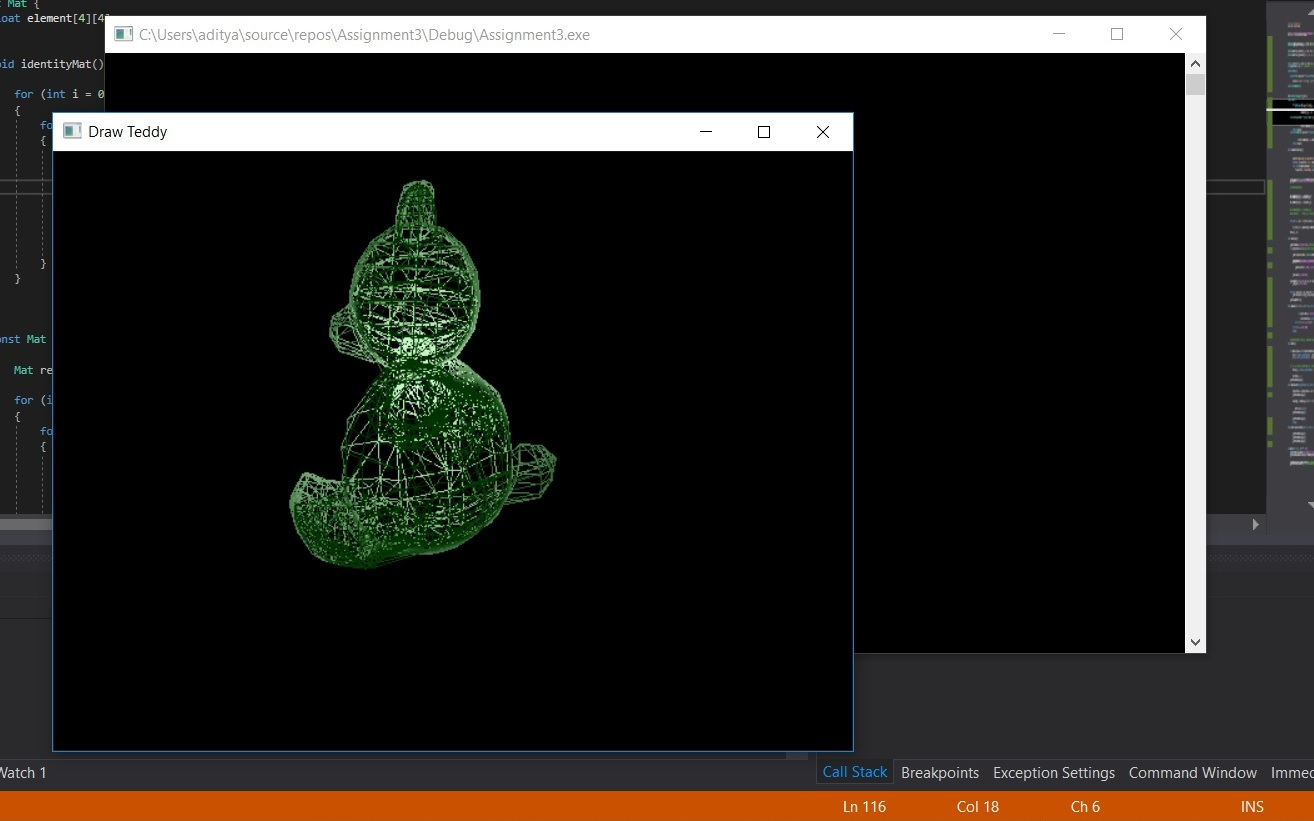 Mat {
oat element[4][4
C:\Users\aditya\source\repos\Assignment3\Debug\Assignment3.exe
id identityMat()
for (int i = 0
{
fo
Draw Teddy
{
}
}
nst Mat
Mat re
for (i
{
fo
{
Watch 1
Call Stack
Breakpoints
Exception Settings
Command Window
Immed
Ln 116
Col 18
Ch 6
INS